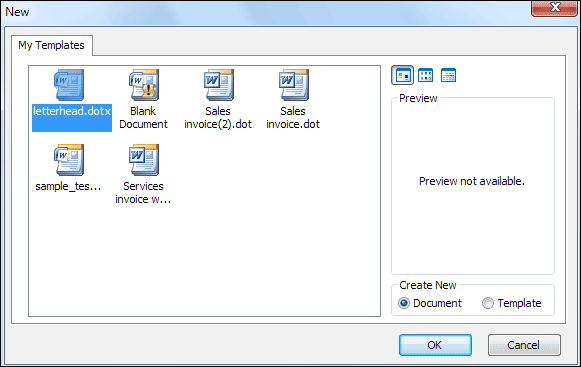 New
My Templates
letterhead.dotx
Blank
Document
Sales
invoice(2).dot
Sales
invoice.dot
sample_tes...
Services
invoice w...
Preview
Preview not available.
Create New
Document
Template
OK
Cancel